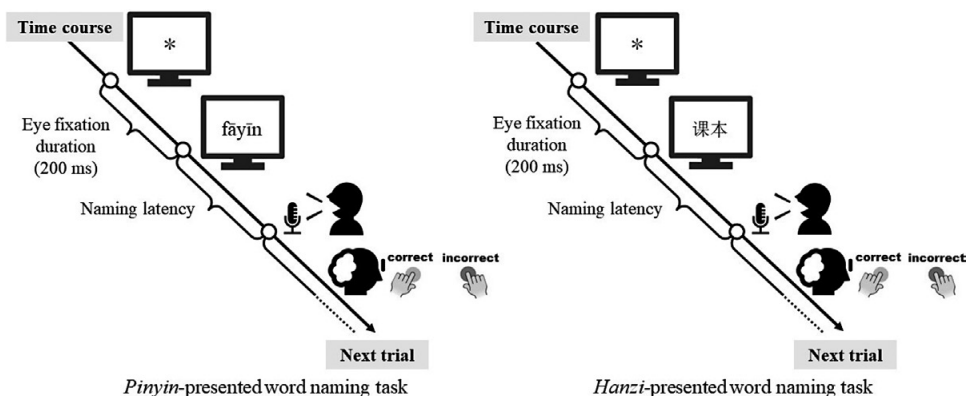 Time course
*
fāyīn
Eye fixation
duration
(200 ms)
Naming latency
correct incorrect
Next trial
Pinyin-presented word naming task
Time course
*
课本
Eye fixation
duration
(200 ms)
Naming latency
correct incorrect
Next trial
Hanzi-presented word naming task